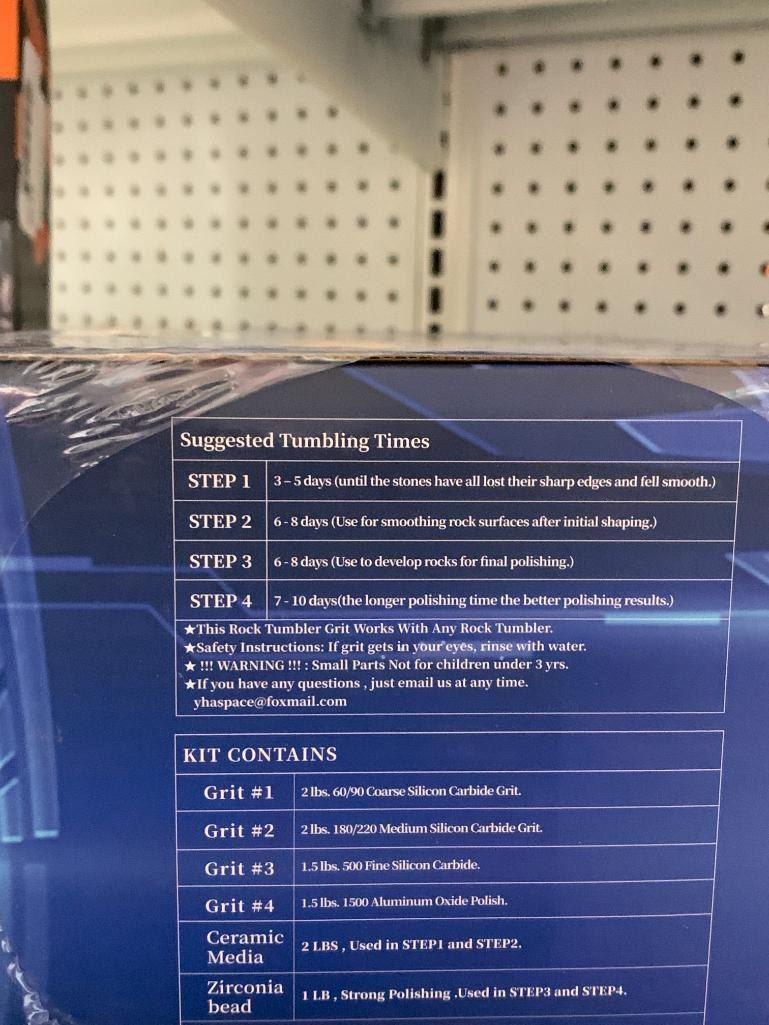 Suggested Tumbling Times
STEP 1 3 – 5 days (until the stones have all lost their sharp edges and fell smooth.)
STEP 2 6 - 8 days (Use for smoothing rock surfaces after initial shaping.)
STEP 3 6 - 8 days (Use to develop rocks for final polishing.)
STEP 4 7 - 10 days(the longer polishing time the better polishing results.)
★This Rock Tumbler Grit Works With Any Rock Tumbler.
★Safety Instructions: If grit gets in your eyes, rinse with water.
★ !!! WARNING !!! : Small Parts Not for children under 3 yrs.
★If you have any questions , just email us at any time.
yhaspace@foxmail.com
KIT CONTAINS
Grit #1 2 lbs. 60/90 Coarse Silicon Carbide Grit.
Grit #2 2 lbs. 180/220 Medium Silicon Carbide Grit.
Grit #3 1.5 lbs. 500 Fine Silicon Carbide.
Grit #4 1.5 lbs. 1500 Aluminum Oxide Polish.
Ceramic
Media 2 LBS , Used in STEP1 and STEP2.
Zirconia
bead 1 LB , Strong Polishing .Used in STEP3 and STEP4.